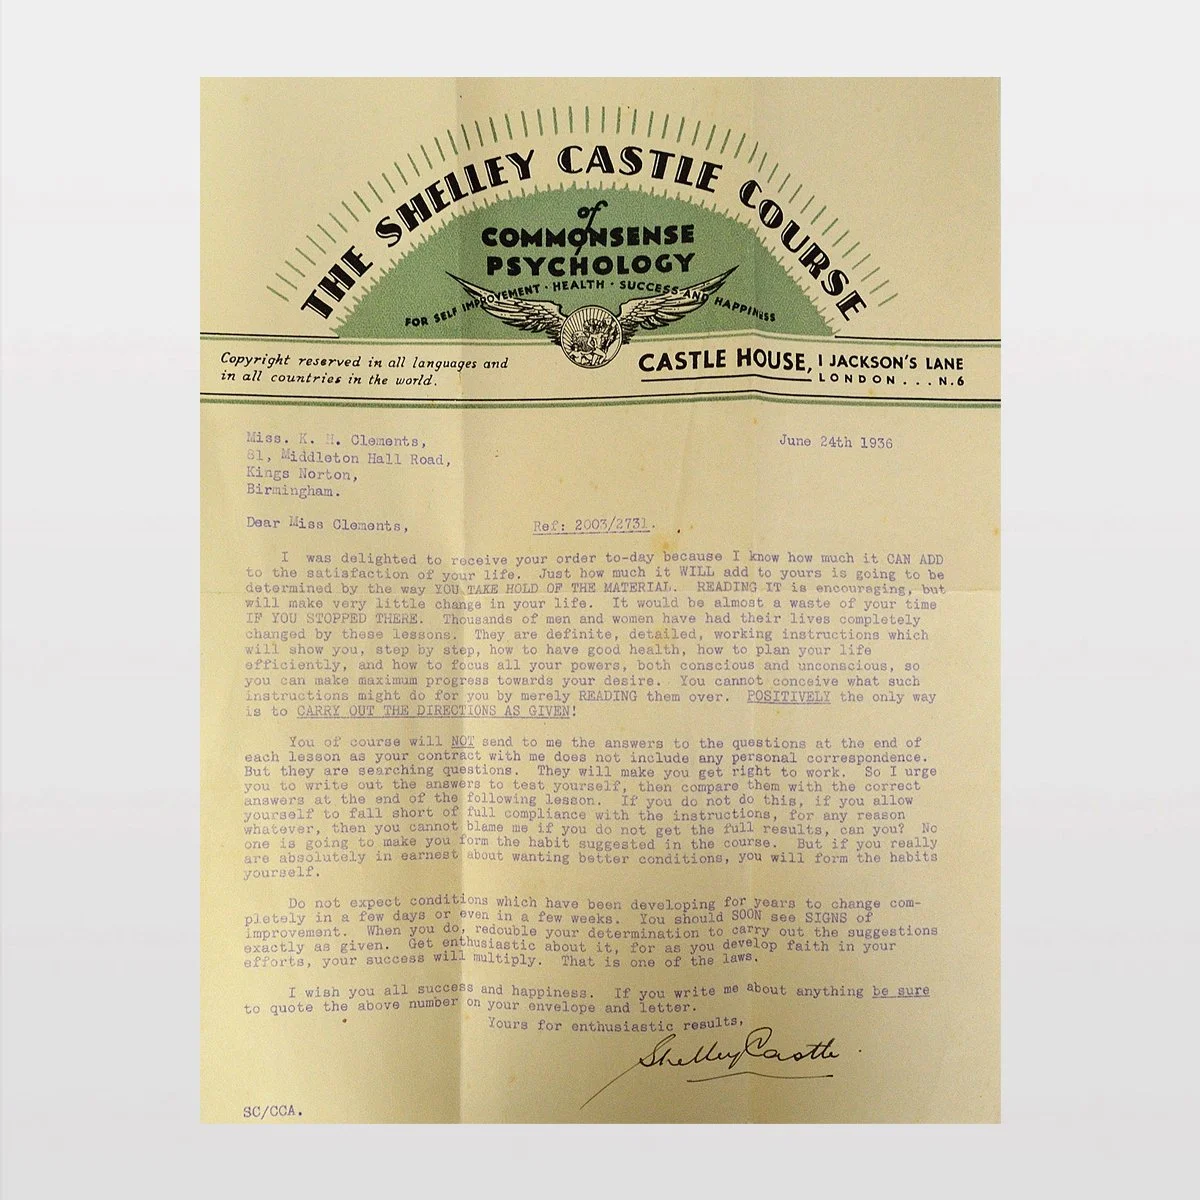 THE SHELLEY CASTLE COURSE
of
COMMONSENSE
PSYCHOLOGY
FOR SELF IMPROVEMENT · HEALTH · SUCCESS AND HAPPINESS
Copyright reserved in all languages and
in all countries in the world.
CASTLE HOUSE, 1 JACKSON'S LANE
LONDON . . . N.6
Miss. K. H. Clements,
81, Middleton Hall Road,
Kings Norton,
Birmingham.
June 24th 1936
Dear Miss Clements,
Ref: 2003/2731.
I was delighted to receive your order to-day because I know how much it CAN ADD
to the satisfaction of your life. Just how much it WILL add to yours is going to be
determined by the way YOU TAKE HOLD OF THE MATERIAL. READING IT is encouraging, but
will make very little change in your life. It would be almost a waste of your time
IF YOU STOPPED THERE. Thousands of men and women have had their lives completely
changed by these lessons. They are definite, detailed, working instructions which
will show you, step by step, how to have good health, how to plan your life
efficiently, and how to focus all your powers, both conscious and unconscious, so
you can make maximum progress towards your desire. You cannot conceive what such
instructions might do for you by merely READING them over. POSITIVELY the only way
is to CARRY OUT THE DIRECTIONS AS GIVEN!
You of course will NOT send to me the answers to the questions at the end of
each lesson as your contract with me does not include any personal correspondence.
But they are searching questions. They will make you get right to work. So I urge
you to write out the answers to test yourself, then compare them with the correct
answers at the end of the following lesson. If you do not do this, if you allow
yourself to fall short of full compliance with the instructions, for any reason
whatever, then you cannot blame me if you do not get the full results, can you? No
one is going to make you form the habit suggested in the course. But if you really
are absolutely in earnest about wanting better conditions, you will form the habits
yourself.
Do not expect conditions which have been developing for years to change com-
pletely in a few days or even in a few weeks. You should SOON see SIGNS of
improvement. When you do, redouble your determination to carry out the suggestions
exactly as given. Get enthusiastic about it, for as you develop faith in your
efforts, your success will multiply. That is one of the laws.
I wish you all success and happiness. If you write me about anything be sure
to quote the above number on your envelope and letter.
Yours for enthusiastic results,
Shelley Castle.
SC/CCA.